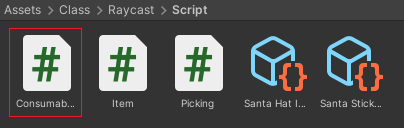 Assets > Class > Raycast > Script
#
#
#
{}
{}
Consumab...
Item
Picking
Santa Hat I...
Santa Stick...